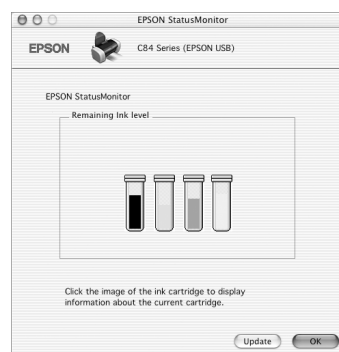 EPSON StatusMonitor
EPSON
C84 Series (EPSON USB)
EPSON StatusMonitor
Remaining Ink level
Click the image of the ink cartridge to display
information about the current cartridge.
Update
OK